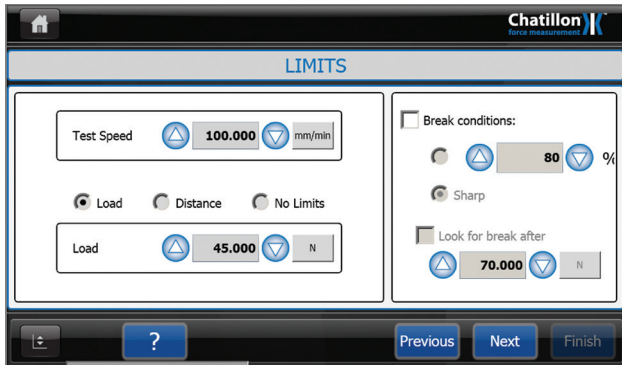 Chatillon
force measurement
LIMITS
Test Speed 100.000 mm/min
Load Distance No Limits
Load 45.000 N
Break conditions:
80 %
Sharp
Look for break after
70.000 N
? Previous Next Finish